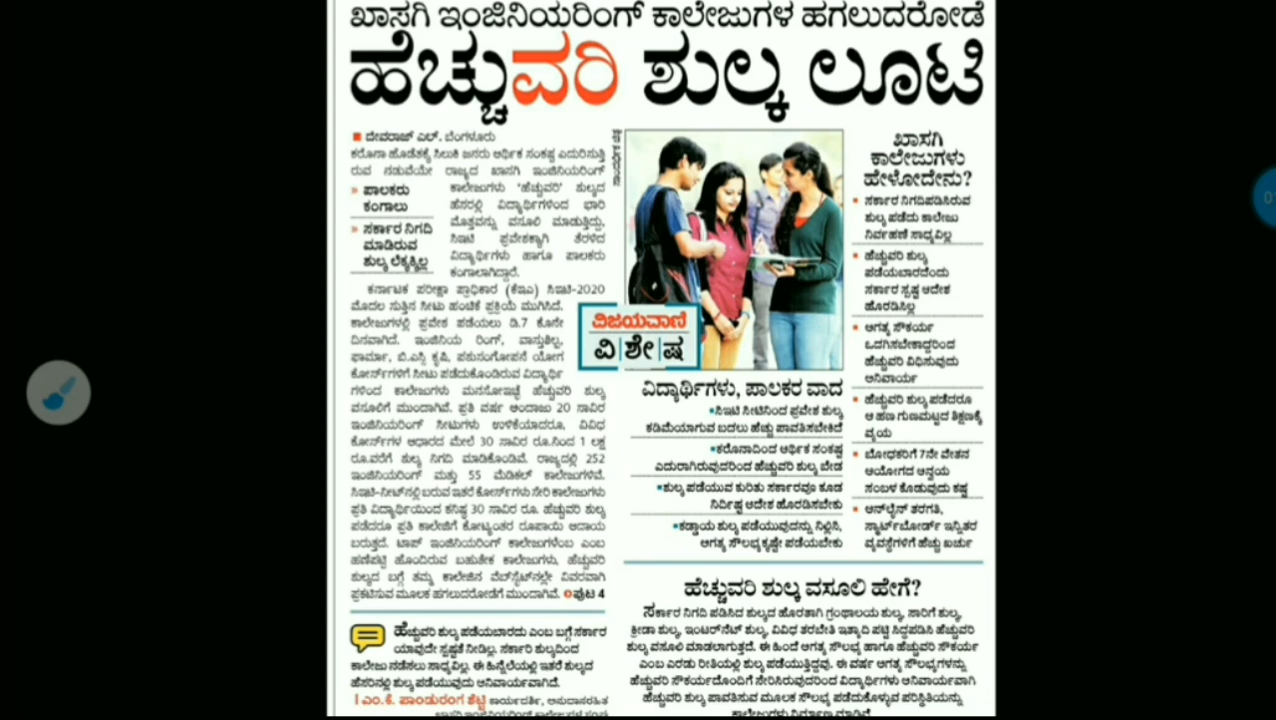 ಖಾಸಗಿ ಇಂಜಿನಿಯರಿಂಗ್ ಕಾಲೇಜುಗಳ ಹಗಲುದರೋಡೆ
ಹೆಚ್ಚುವರಿ ಶುಲ್ಕ ಲೂಟಿ
■ ದೇವರಾಜ್ ಎಲ್. ಬೆಂಗಳೂರು
ಕರೊನಾ ಹೊಡೆತಕ್ಕೆ ಸಿಲುಕಿ ಜನರು ಆರ್ಥಿಕ ಸಂಕಷ್ಟ ಎದುರಿಸುತ್ತಿ
ರುವ ನಡುವೆಯೇ ರಾಜ್ಯದ ಖಾಸಗಿ ಇಂಜಿನಿಯರಿಂಗ್
ಕಾಲೇಜುಗಳು ‘ಹೆಚ್ಚುವರಿ’ ಶುಲ್ಕದ
ಹೆಸರಲ್ಲಿ ವಿದ್ಯಾರ್ಥಿಗಳಿಂದ ಭಾರಿ
ಮೊತ್ತವನ್ನು ವಸೂಲಿ ಮಾಡುತ್ತಿದ್ದು,
ಸಿಇಟಿ ಪ್ರವೇಶಕ್ಕಾಗಿ ತೆರಳಿದ
ವಿದ್ಯಾರ್ಥಿಗಳು ಹಾಗೂ ಪಾಲಕರು
ಕಂಗಾಲಾಗಿದ್ದಾರೆ.
» ಪಾಲಕರು
ಕಂಗಾಲು
» ಸರ್ಕಾರ ನಿಗದಿ
ಮಾಡಿರುವ
ಶುಲ್ಕ ಲೆಕ್ಕಕ್ಕಿಲ್ಲ
ಕರ್ನಾಟಕ ಪರೀಕ್ಷಾ ಪ್ರಾಧಿಕಾರ (ಕೆಇಎ) ಸಿಇಟಿ-2020
ಮೊದಲ ಸುತ್ತಿನ ಸೀಟು ಹಂಚಿಕೆ ಪ್ರಕ್ರಿಯೆ ಮುಗಿಸಿದೆ.
ಕಾಲೇಜುಗಳಲ್ಲಿ ಪ್ರವೇಶ ಪಡೆಯಲು ಡಿ.7 ಕೊನೇ
ದಿನವಾಗಿದೆ. ಇಂಜಿನಿಯ ರಿಂಗ್, ವಾಸ್ತುಶಿಲ್ಪ,
ಫಾರ್ಮಾ, ಬಿ.ಎಸ್ಸಿ ಕೃಷಿ, ಪಶುಸಂಗೋಪನೆ ಯೋಗ
ಕೋರ್ಸ್‌ಗಳಿಗೆ ಸೀಟು ಪಡೆದುಕೊಂಡಿರುವ ವಿದ್ಯಾರ್ಥಿ
ಗಳಿಂದ ಕಾಲೇಜುಗಳು ಮನಸೋಇಚ್ಛೆ ಹೆಚ್ಚುವರಿ ಶುಲ್ಕ
ವಸೂಲಿಗೆ ಮುಂದಾಗಿವೆ. ಪ್ರತಿ ವರ್ಷ ಅಂದಾಜು 20 ಸಾವಿರ
ಇಂಜಿನಿಯರಿಂಗ್ ಸೀಟುಗಳು ಉಳಿಕೆಯಾದರೂ, ವಿವಿಧ
ಕೋರ್ಸ್‌ಗಳ ಆಧಾರದ ಮೇಲೆ 30 ಸಾವಿರ ರೂ.ನಿಂದ 1 ಲಕ್ಷ
ರೂ.ವರೆಗೆ ಶುಲ್ಕ ನಿಗದಿ ಮಾಡಿಕೊಂಡಿವೆ. ರಾಜ್ಯದಲ್ಲಿ 252
ಇಂಜಿನಿಯರಿಂಗ್ ಮತ್ತು 55 ಮೆಡಿಕಲ್ ಕಾಲೇಜುಗಳಿವೆ.
ಸಿಇಟಿ-ನೀಟ್‌ನಲ್ಲಿ ಬರುವ ಇತರೆ ಕೋರ್ಸ್‌ಗಳು ಸೇರಿ ಕಾಲೇಜುಗಳು
ಪ್ರತಿ ವಿದ್ಯಾರ್ಥಿಯಿಂದ ಕನಿಷ್ಠ 30 ಸಾವಿರ ರೂ. ಹೆಚ್ಚುವರಿ ಶುಲ್ಕ
ಪಡೆದರೂ ಪ್ರತಿ ಕಾಲೇಜಿಗೆ ಕೋಟ್ಯಂತರ ರೂಪಾಯಿ ಆದಾಯ
ಬರುತ್ತದೆ. ಟಾಪ್ ಇಂಜಿನಿಯರಿಂಗ್ ಕಾಲೇಜುಗಳೆಂಬ ಎಂಬ
ಹಣೆಪಟ್ಟಿ ಹೊಂದಿರುವ ಬಹುತೇಕ ಕಾಲೇಜುಗಳು, ಹೆಚ್ಚುವರಿ
ಶುಲ್ಕದ ಬಗ್ಗೆ ತಮ್ಮ ಕಾಲೇಜಿನ ವೆಬ್‌ಸೈಟ್‌ನಲ್ಲೇ ವಿವರವಾಗಿ
ಪ್ರಕಟಿಸುವ ಮೂಲಕ ಹಗಲುದರೋಡೆಗೆ ಮುಂದಾಗಿವೆ. ಪುಟ 4
ಹೆಚ್ಚುವರಿ ಶುಲ್ಕ ಪಡೆಯಬಾರದು ಎಂಬ ಬಗ್ಗೆ ಸರ್ಕಾರ
ಯಾವುದೇ ಸ್ಪಷ್ಟತೆ ನೀಡಿಲ್ಲ. ಸರ್ಕಾರಿ ಶುಲ್ಕದಿಂದ
ಕಾಲೇಜು ನಡೆಸಲು ಸಾಧ್ಯವಿಲ್ಲ. ಈ ಹಿನ್ನೆಲೆಯಲ್ಲಿ ಇತರೆ ಶುಲ್ಕದ
ಹೆಸರಿನಲ್ಲಿ ಶುಲ್ಕ ಪಡೆಯುವುದು ಅನಿವಾರ್ಯವಾಗಿದೆ.
ಎಂ.ಕೆ. ಪಾಂಡುರಂಗ ಶೆಟ್ಟಿ ಕಾರ್ಯದರ್ಶಿ, ಅನುದಾನರಹಿತ
ಖಾಸಗಿ ಇಂಜಿನಿಯರಿಂಗ್ ಕಾಲೇಜುಗಳ ಸಂಘ
ಸಾಂದರ್ಭಿಕ ಚಿತ್ರ
ವಿಜಯವಾಣಿ
ವಿಶೇಷ
ವಿದ್ಯಾರ್ಥಿಗಳು, ಪಾಲಕರ ವಾದ
▪ಸಿಇಟಿ ಸೀಟಿನಿಂದ ಪ್ರವೇಶ ಶುಲ್ಕ
ಕಡಿಮೆಯಾಗುವ ಬದಲು ಹೆಚ್ಚು ಪಾವತಿಸಬೇಕಿದೆ
▪ಕರೊನಾದಿಂದ ಆರ್ಥಿಕ ಸಂಕಷ್ಟ
ಎದುರಾಗಿರುವುದರಿಂದ ಹೆಚ್ಚುವರಿ ಶುಲ್ಕ ಬೇಡ
▪ಶುಲ್ಕ ಪಡೆಯುವ ಕುರಿತು ಸರ್ಕಾರವೂ ಕೂಡ
ನಿರ್ದಿಷ್ಟ ಆದೇಶ ಹೊರಡಿಸಬೇಕು
▪ಕಡ್ಡಾಯ ಶುಲ್ಕ ಪಡೆಯುವುದನ್ನು ನಿಲ್ಲಿಸಿ,
ಅಗತ್ಯ ಸೌಲಭ್ಯಕ್ಕಷ್ಟೇ ಪಡೆಯಬೇಕು
ಖಾಸಗಿ
ಕಾಲೇಜುಗಳು
ಹೇಳೋದೇನು?
▪ ಸರ್ಕಾರ ನಿಗದಿಪಡಿಸಿರುವ
ಶುಲ್ಕ ಪಡೆದು ಕಾಲೇಜು
ನಿರ್ವಹಣೆ ಸಾಧ್ಯವಿಲ್ಲ
▪ ಹೆಚ್ಚುವರಿ ಶುಲ್ಕ
ಪಡೆಯಬಾರದೆಂದು
ಸರ್ಕಾರ ಸ್ಪಷ್ಟ ಆದೇಶ
ಹೊರಡಿಸಿಲ್ಲ
▪ ಅಗತ್ಯ ಸೌಕರ್ಯ
ಒದಗಿಸಬೇಕಾದ್ದರಿಂದ
ಹೆಚ್ಚುವರಿ ವಿಧಿಸುವುದು
ಅನಿವಾರ್ಯ
▪ ಹೆಚ್ಚುವರಿ ಶುಲ್ಕ ಪಡೆದರೂ
ಆ ಹಣ ಗುಣಮಟ್ಟದ ಶಿಕ್ಷಣಕ್ಕೆ
ವ್ಯಯ
▪ ಬೋಧಕರಿಗೆ 7ನೇ ವೇತನ
ಆಯೋಗದ ಅನ್ವಯ
ಸಂಬಳ ಕೊಡುವುದು ಕಷ್ಟ
▪ ಆನ್‌ಲೈನ್ ತರಗತಿ,
ಸ್ಮಾರ್ಟ್‌ಬೋರ್ಡ್ ಇನ್ನಿತರ
ವ್ಯವಸ್ಥೆಗಳಿಗೆ ಹೆಚ್ಚು ಖರ್ಚು
ಹೆಚ್ಚುವರಿ ಶುಲ್ಕ ವಸೂಲಿ ಹೇಗೆ?
ಸರ್ಕಾರ ನಿಗದಿ ಪಡಿಸಿದ ಶುಲ್ಕದ ಹೊರತಾಗಿ ಗ್ರಂಥಾಲಯ ಶುಲ್ಕ, ಸಾರಿಗೆ ಶುಲ್ಕ,
ಕ್ರೀಡಾ ಶುಲ್ಕ, ಇಂಟರ್‌ನೆಟ್ ಶುಲ್ಕ, ವಿವಿಧ ತರಬೇತಿ ಇತ್ಯಾದಿ ಪಟ್ಟಿ ಸಿದ್ಧಪಡಿಸಿ ಹೆಚ್ಚುವರಿ
ಶುಲ್ಕ ವಸೂಲಿ ಮಾಡಲಾಗುತ್ತದೆ. ಈ ಹಿಂದೆ ಅಗತ್ಯ ಸೌಲಭ್ಯ ಹಾಗೂ ಹೆಚ್ಚುವರಿ ಸೌಕರ್ಯ
ಎಂಬ ಎರಡು ರೀತಿಯಲ್ಲಿ ಶುಲ್ಕ ಪಡೆಯುತ್ತಿದ್ದವು. ಈ ವರ್ಷ ಅಗತ್ಯ ಸೌಲಭ್ಯಗಳನ್ನು
ಹೆಚ್ಚುವರಿ ಸೌಕರ್ಯದೊಂದಿಗೆ ಸೇರಿಸಿರುವುದರಿಂದ ವಿದ್ಯಾರ್ಥಿಗಳು ಅನಿವಾರ್ಯವಾಗಿ
ಹೆಚ್ಚುವರಿ ಶುಲ್ಕ ಪಾವತಿಸುವ ಮೂಲಕ ಸೌಲಭ್ಯ ಪಡೆದುಕೊಳ್ಳುವ ಪರಿಸ್ಥಿತಿಯನ್ನು
ಕಾಲೇಜುಗಳು ನಿರ್ಮಾಣ ಮಾಡಿವೆ
0